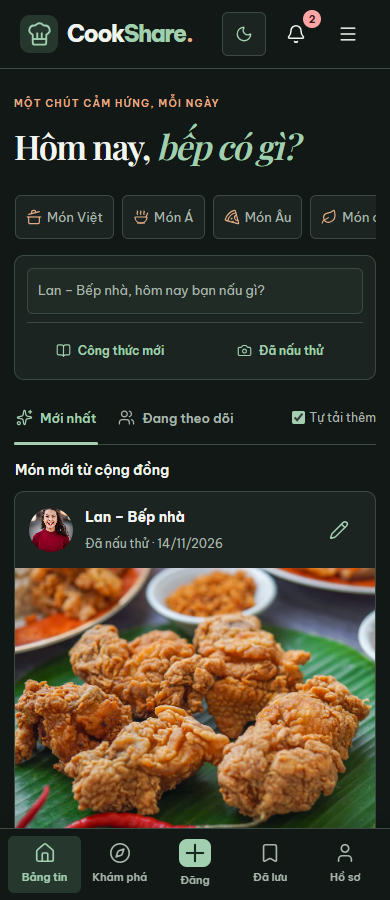 CookShare.
2
MỘT CHÚT CẢM HỨNG, MỖI NGÀY
Hôm nay, bếp có gì?
Món Việt
Món Á
Món Âu
Món c
Lan – Bếp nhà, hôm nay bạn nấu gì?
Công thức mới
Đã nấu thử
Mới nhất
Đang theo dõi
Tự tải thêm
Món mới từ cộng đồng
Lan – Bếp nhà
Đã nấu thử · 14/11/2026
Bảng tin
Khám phá
Đăng
Đã lưu
Hồ sơ